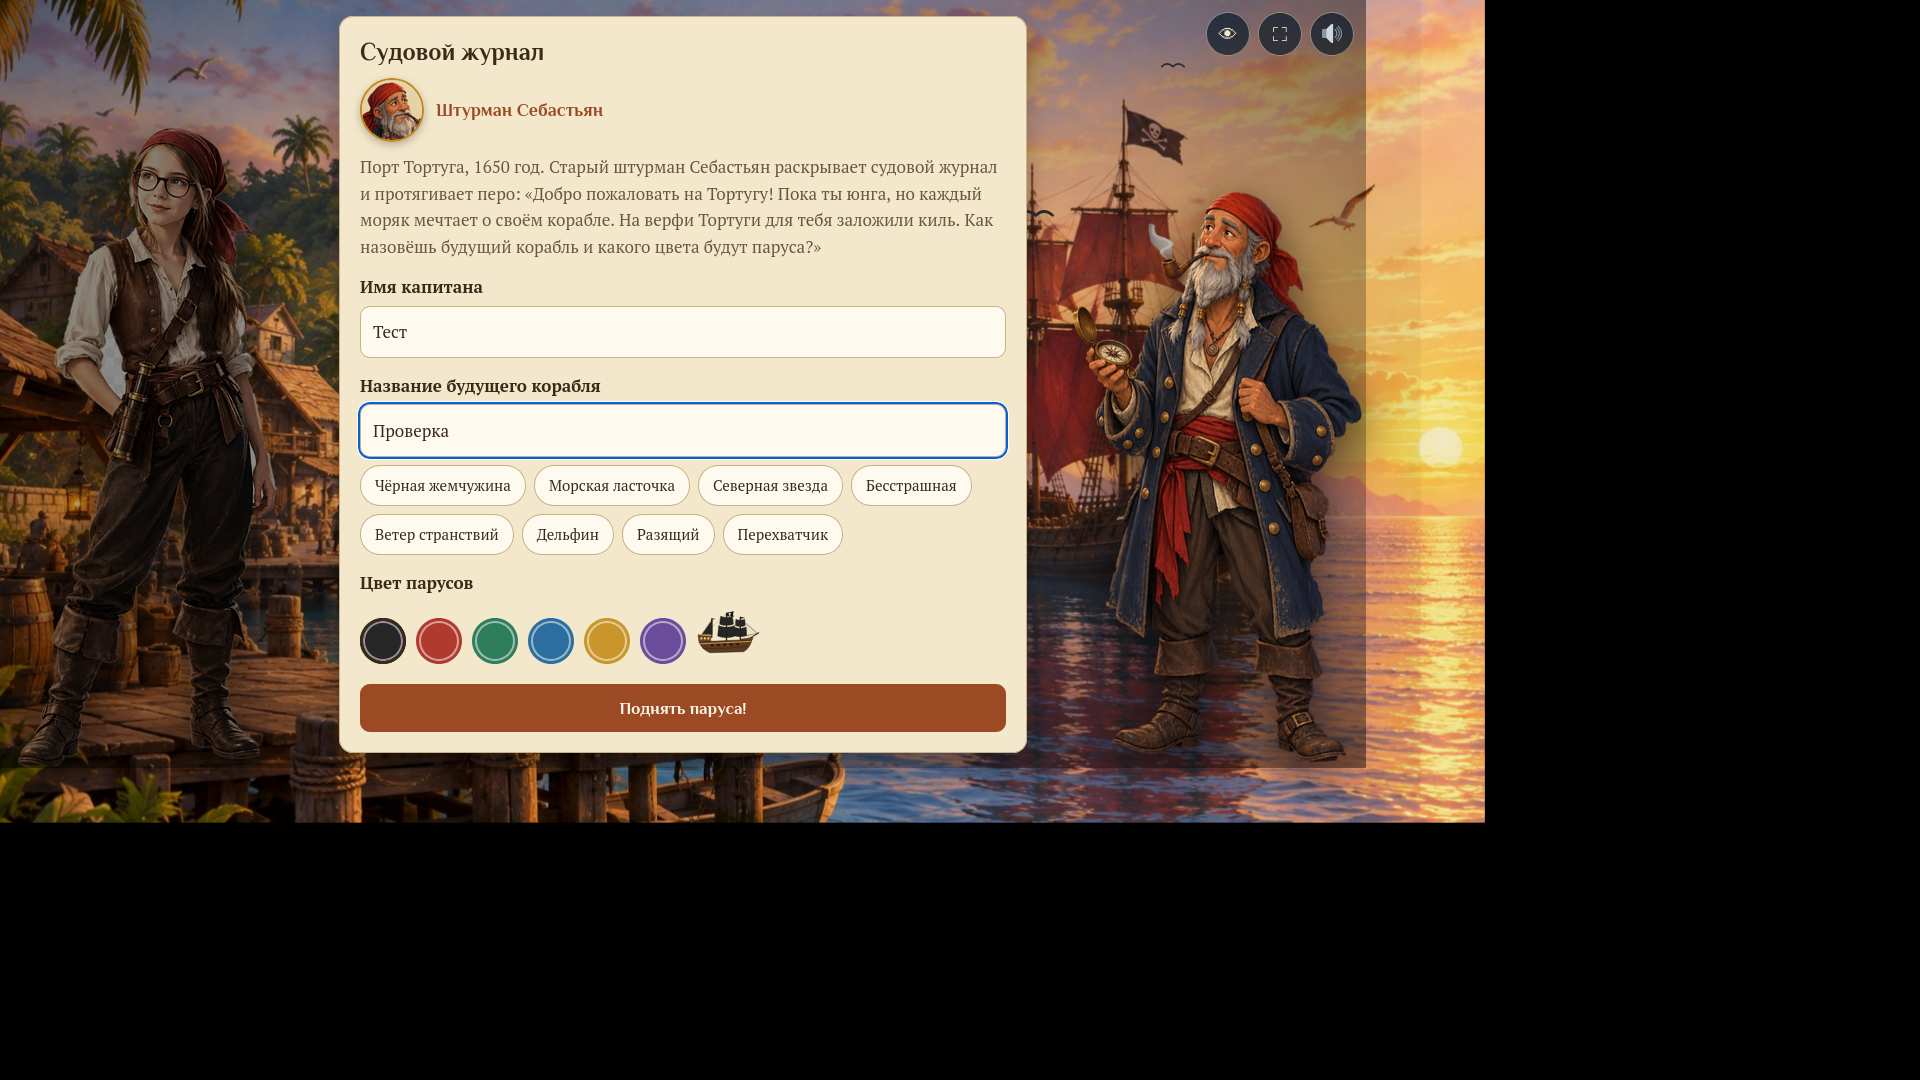 Судовой журнал
Штурман Себастьян
Порт Тортуга, 1650 год. Старый штурман Себастьян раскрывает судовой журнал
и протягивает перо: «Добро пожаловать на Тортугу! Пока ты юнга, но каждый
моряк мечтает о своём корабле. На верфи Тортуги для тебя заложили киль. Как
назовёшь будущий корабль и какого цвета будут паруса?»
Имя капитана
Тест
Название будущего корабля
Проверка
Чёрная жемчужина Морская ласточка Северная звезда Бесстрашная
Ветер странствий Дельфин Разящий Перехватчик
Цвет парусов
Поднять паруса!